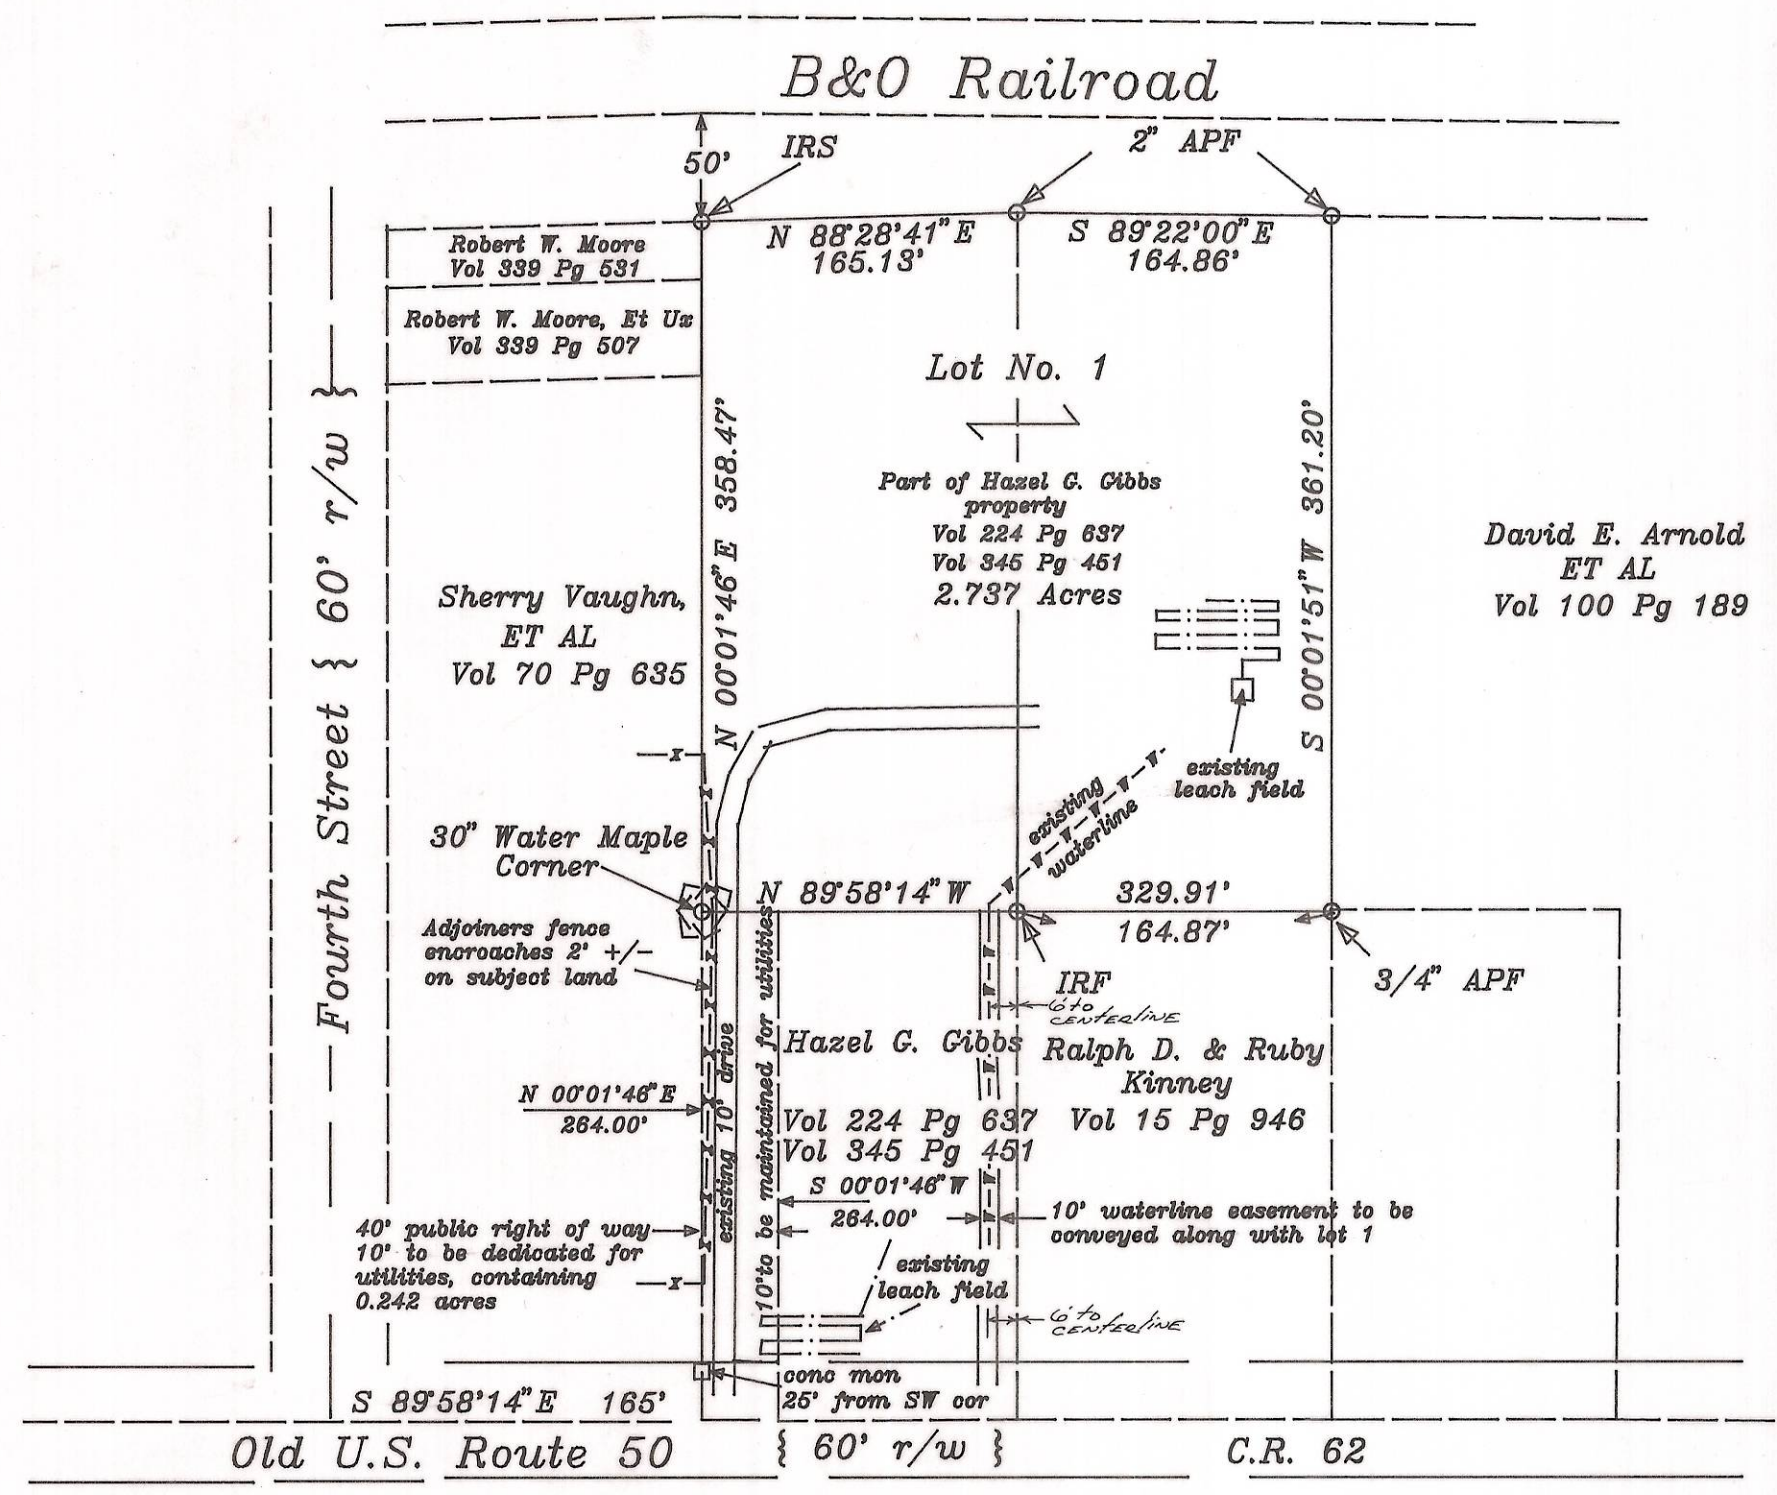 B&O Railroad
50'
IRS
2" APF
N 88°28'41" E
165.13'
S 89°22'00" E
164.86'
Robert W. Moore
Vol 339 Pg 531
Robert W. Moore, Et Ux
Vol 339 Pg 507
Lot No. 1
Part of Hazel G. Gibbs
property
Vol 224 Pg 637
Vol 345 Pg 451
2.737 Acres
N 00°01'46" E 358.47'
S 00°01'51" W 361.20'
David E. Arnold
ET AL
Vol 100 Pg 189
Sherry Vaughn,
ET AL
Vol 70 Pg 635
Fourth Street { 60' r/w }
existing
leach field
existing
waterline
W W W W W W
30" Water Maple
Corner
N 89°58'14" W 329.91'
164.87'
Adjoiners fence
encroaches 2' +/-
on subject land
IRF
3/4" APF
6' to
CENTERLINE
Hazel G. Gibbs
Vol 224 Pg 637
Vol 345 Pg 451
Ralph D. & Ruby
Kinney
Vol 15 Pg 946
existing 10' drive
10' to be maintained for utilities
N 00°01'46" E
264.00'
S 00°01'46" W
264.00'
40' public right of way
10' to be dedicated for
utilities, containing
0.242 acres
10' waterline easement to be
conveyed along with lot 1
existing
leach field
6' to
CENTERLINE
conc mon
25' from SW cor
S 89°58'14" E 165'
Old U.S. Route 50 { 60' r/w } C.R. 62